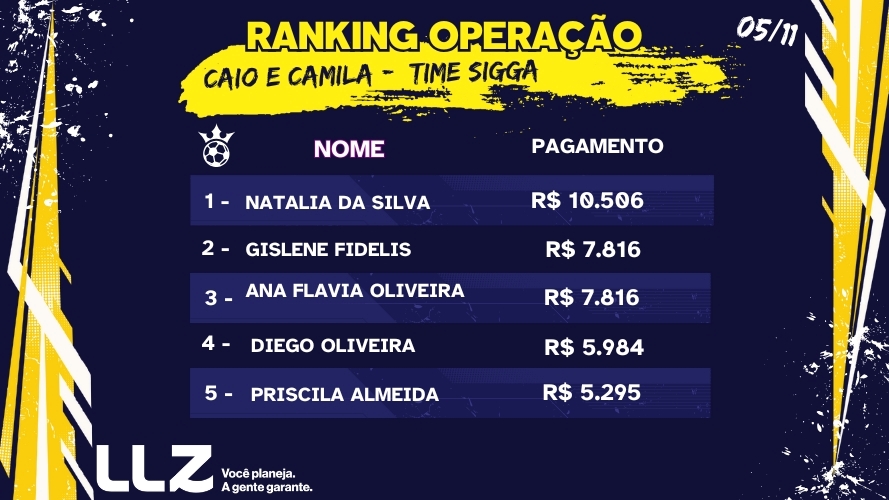 RANKING OPERAÇÃO
05/11
CAIO E CAMILA - TIME SIGGA
NOME PAGAMENTO
1 - NATALIA DA SILVA R$ 10.506
2 - GISLENE FIDELIS R$ 7.816
3 - ANA FLAVIA OLIVEIRA R$ 7.816
4 - DIEGO OLIVEIRA R$ 5.984
5 - PRISCILA ALMEIDA R$ 5.295
LLZ
Você planeja.
A gente garante.